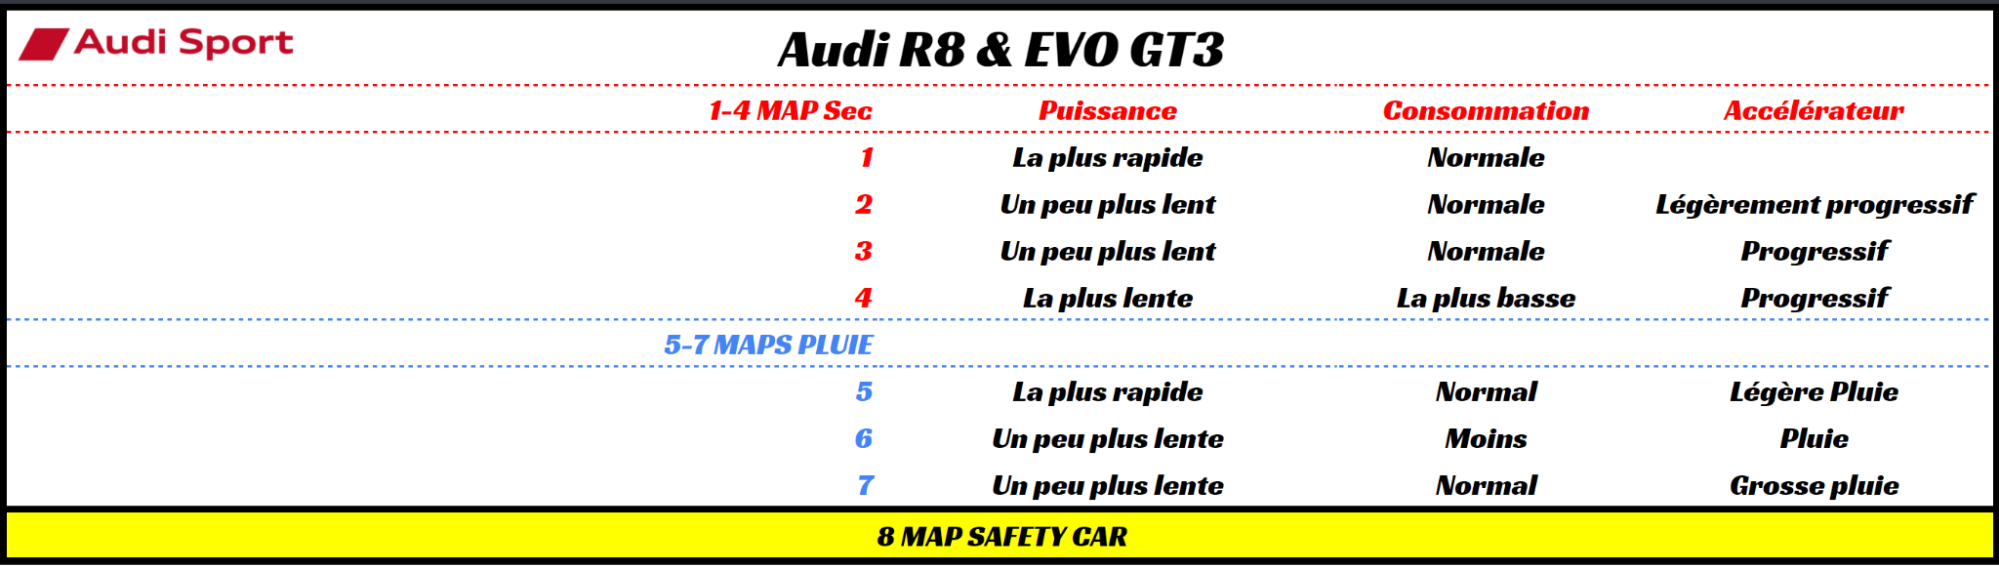 Audi Sport
Audi R8 & EVO GT3
1-4 MAP Sec Puissance Consommation Accélérateur
1 La plus rapide Normale
2 Un peu plus lent Normale Légèrement progressif
3 Un peu plus lent Normale Progressif
4 La plus lente La plus basse Progressif
5-7 MAPS PLUIE
5 La plus rapide Normal Légère Pluie
6 Un peu plus lente Moins Pluie
7 Un peu plus lente Normal Grosse pluie
8 MAP SAFETY CAR